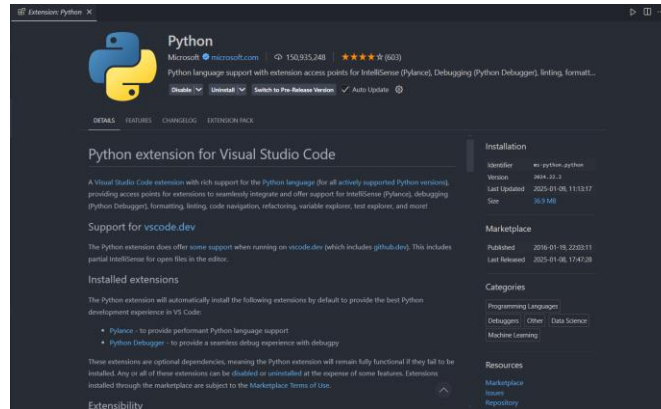 Extension: Python
Python
Microsoft microsoft.com 150,935,248 (603)
Python language support with extension access points for IntelliSense (Pylance), Debugging (Python Debugger), linting, formatt...
Disable Uninstall Switch to Pre-Release Version Auto Update
DETAILS FEATURES CHANGELOG EXTENSION PACK
Python extension for Visual Studio Code
A Visual Studio Code extension with rich support for the Python language (for all actively supported Python versions),
providing access points for extensions to seamlessly integrate and offer support for IntelliSense (Pylance), debugging
(Python Debugger), formatting, linting, code navigation, refactoring, variable explorer, test explorer, and more!
Support for vscode.dev
The Python extension does offer some support when running on vscode.dev (which includes github.dev). This includes
partial IntelliSense for open files in the editor.
Installed extensions
The Python extension will automatically install the following extensions by default to provide the best Python
development experience in VS Code:
• Pylance - to provide performant Python language support
• Python Debugger - to provide a seamless debug experience with debugpy
These extensions are optional dependencies, meaning the Python extension will remain fully functional if they fail to be
installed. Any or all of these extensions can be disabled or uninstalled at the expense of some features. Extensions
installed through the marketplace are subject to the Marketplace Terms of Use.
Extensibility
Installation
Identifier ms-python.python
Version 2024.22.2
Last Updated 2025-01-09, 11:13:17
Size 36.9 MB
Marketplace
Published 2016-01-19, 22:03:11
Last Released 2025-01-08, 17:47:28
Categories
Programming Languages
Debuggers Other Data Science
Machine Learning
Resources
Marketplace
Issues
Repository